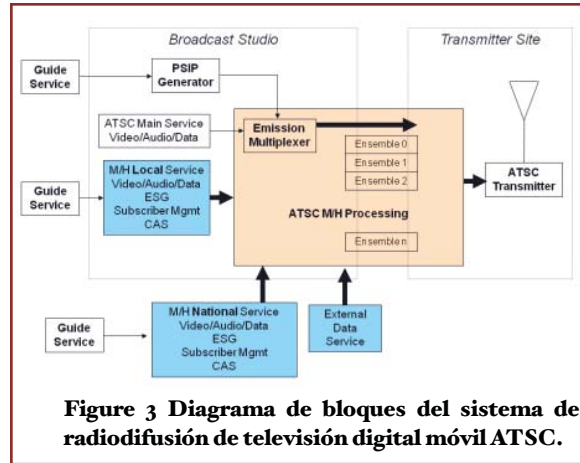 Broadcast Studio
Transmitter Site
Guide
Service
PSIP
Generator
ATSC Main Service
Video/Audio/Data
Emission
Multiplexer
Ensemble 0
Ensemble 1
Ensemble 2
Guide
Service
M/H Local Service
Video/Audio/Data
ESG
Subscriber Mgmt
CAS
ATSC M/H Processing
Ensemble n
ATSC
Transmitter
Guide
Service
M/H National Service
Video/Audio/Data
ESG
Subscriber Mgmt
CAS
External
Data
Service
Figure 3 Diagrama de bloques del sistema de
radiodifusión de televisión digital móvil ATSC.